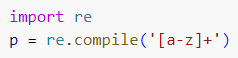 import re
p = re.compile('[a-z]+')